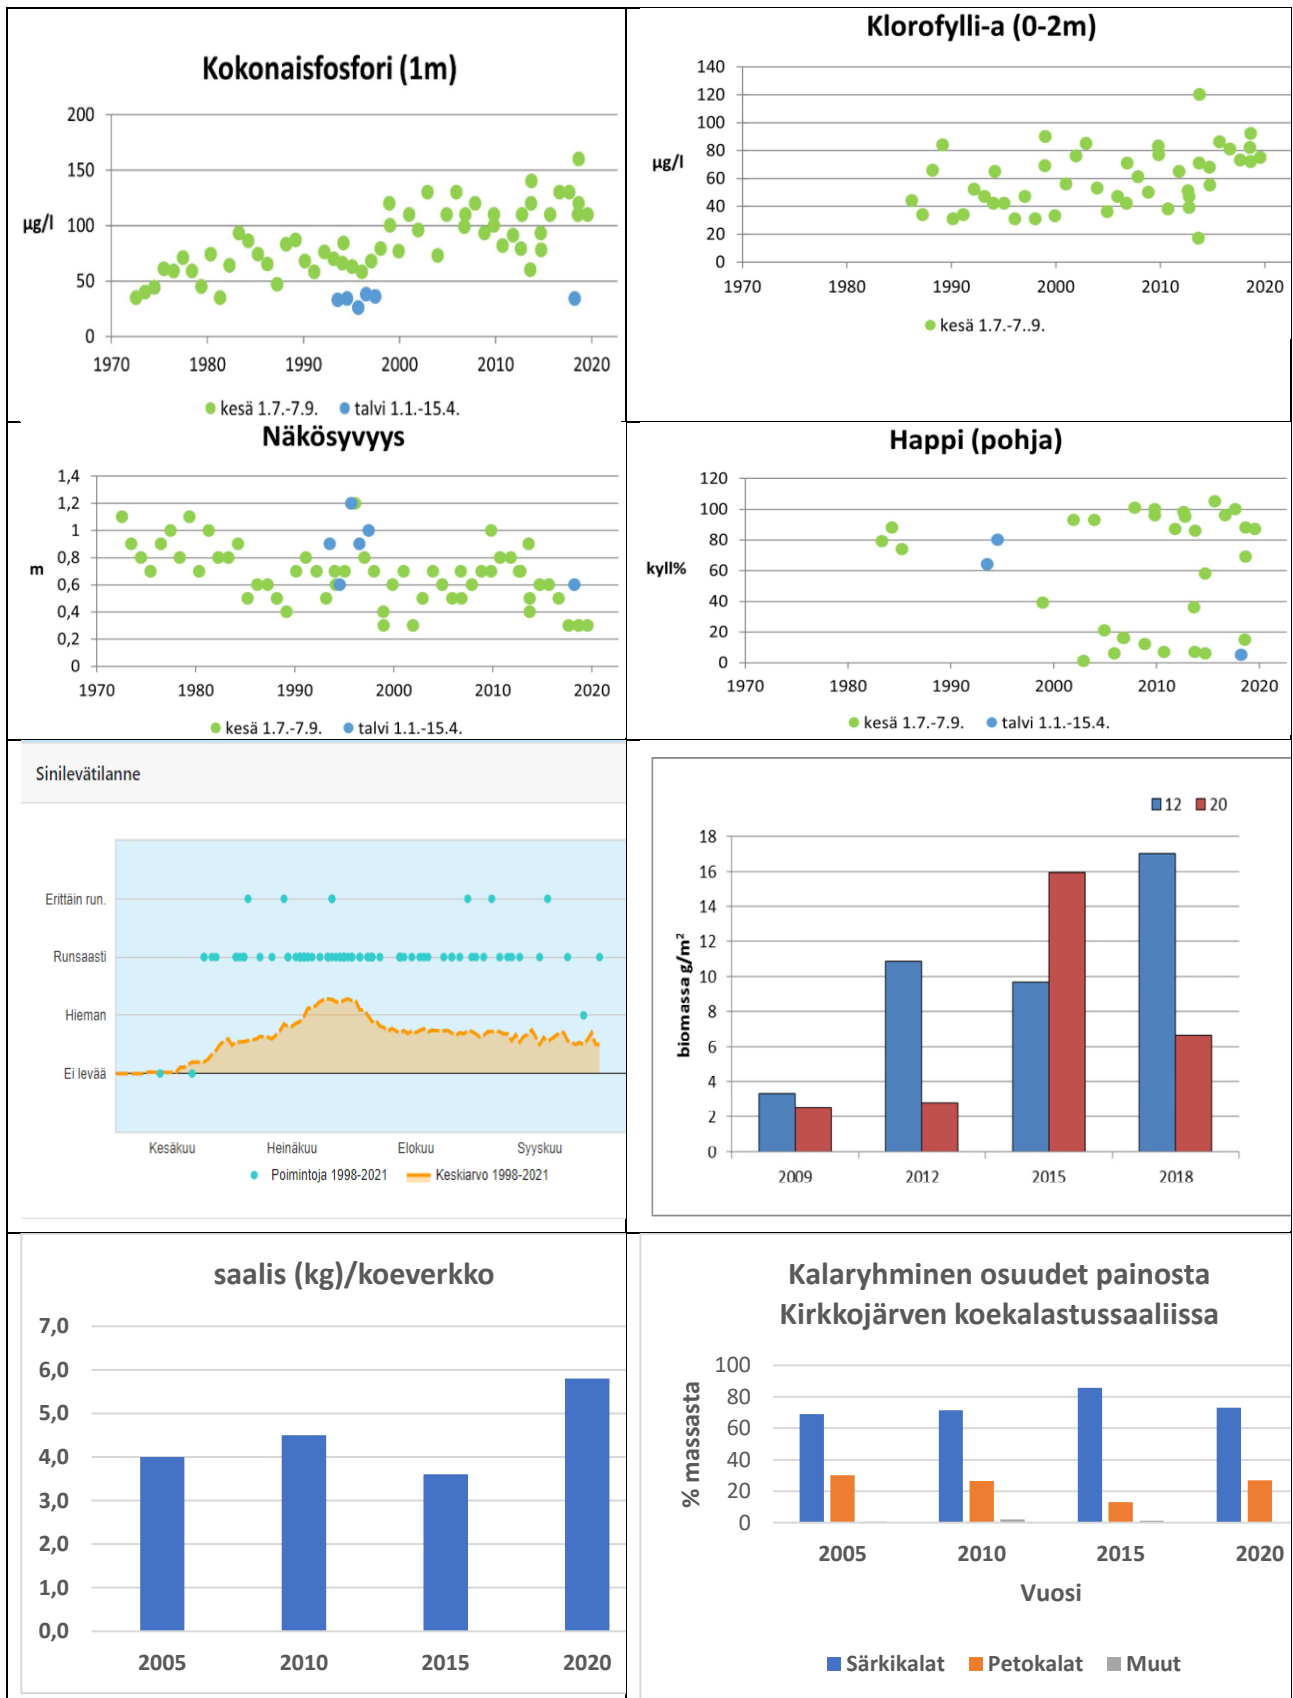 Kokonaisfosfori (1m)
200
150
µg/l
100
50
0
1970 1980 1990 2000 2010 2020
kesä 1.7.-7.9. talvi 1.1.-15.4.
Klorofylli-a (0-2m)
140
120
100
80
µg/l
60
40
20
0
1970 1980 1990 2000 2010 2020
kesä 1.7.-7..9.
Näkösyvyys
1,4
1,2
1
0,8
m
0,6
0,4
0,2
0
1970 1980 1990 2000 2010 2020
kesä 1.7.-7.9. talvi 1.1.-15.4.
Happi (pohja)
120
100
80
kyll%
60
40
20
0
1970 1980 1990 2000 2010 2020
kesä 1.7.-7.9. talvi 1.1.-15.4.
Sinilevätilanne
Erittäin run.
Runsaasti
Hieman
Ei levää
Kesäkuu Heinäkuu Elokuu Syyskuu
Poimintoja 1998-2021 Keskiarvo 1998-2021
12 20
18
16
14
12
10
8
6
4
2
0
biomassa g/m²
2009 2012 2015 2018
saalis (kg)/koeverkko
7,0
6,0
5,0
4,0
3,0
2,0
1,0
0,0
2005 2010 2015 2020
Kalaryhminen osuudet painosta
Kirkkojärven koekalastussaaliissa
100
80
60
40
20
0
% massasta
2005 2010 2015 2020
Vuosi
Särkikalat Petokalat Muut